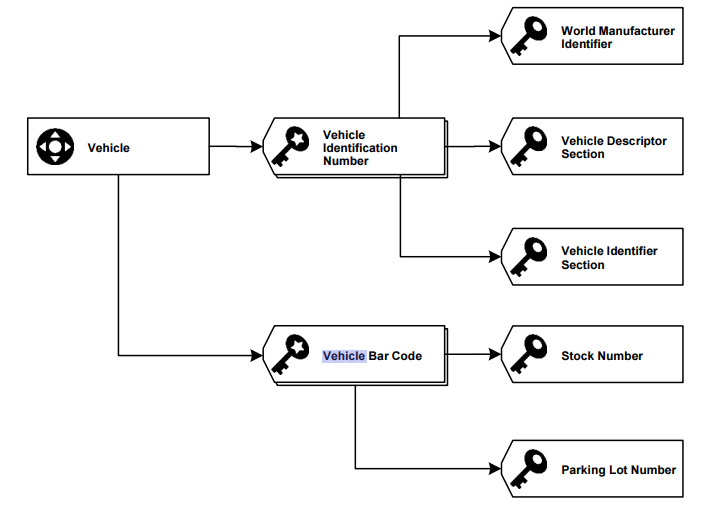 World Manufacturer
Identifier
Vehicle
Vehicle
Identification
Number
Vehicle Descriptor
Section
Vehicle Identifier
Section
Vehicle Bar Code
Stock Number
Parking Lot Number